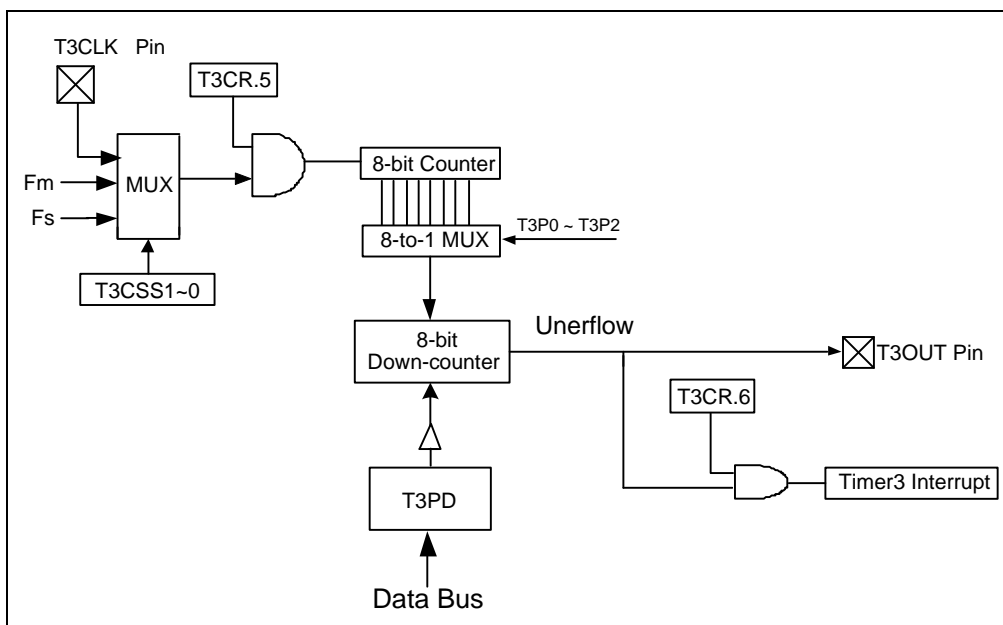 T3CLK Pin
T3CR.5
8-bit Counter
MUX
Fm
Fs
8-to-1 MUX
T3P0 ~ T3P2
T3CSS1~0
8-bit
Down-counter
Unerflow
T3OUT Pin
T3CR.6
T3PD
Timer3 Interrupt
Data Bus